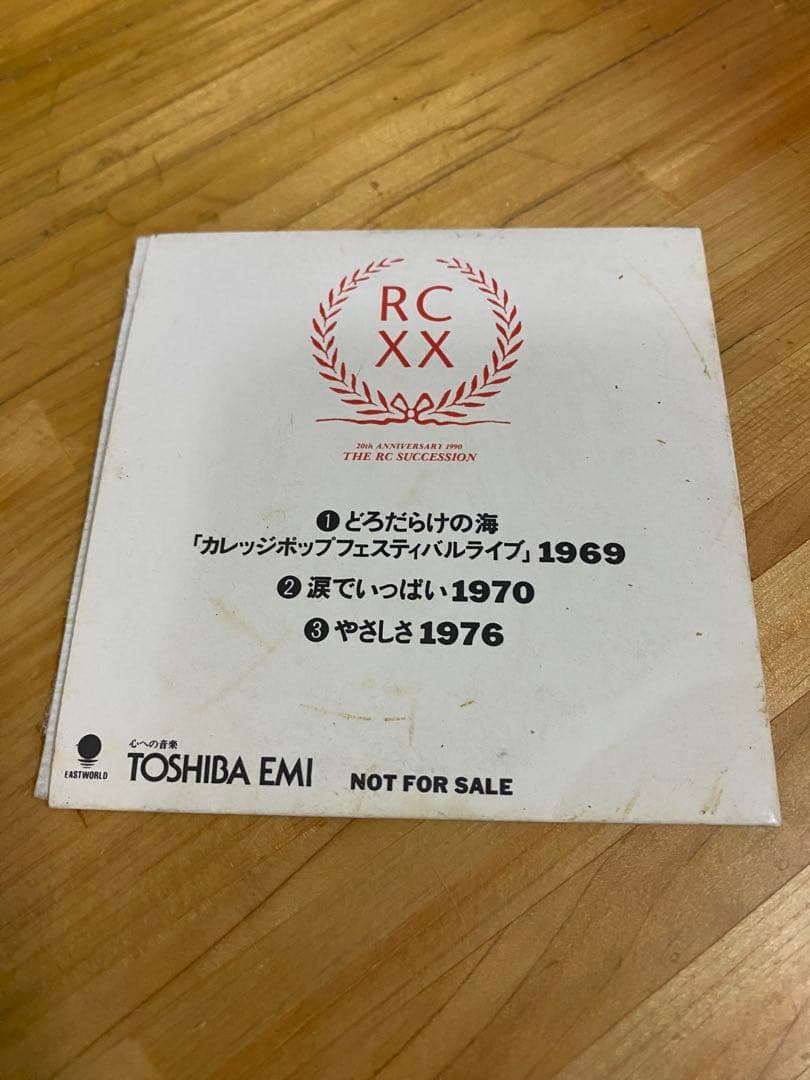 RC
XX
20th ANNIVERSARY 1990
THE RC SUCCESSION
❶ どろだらけの海
「カレッジポップフェスティバルライブ」1969
❷ 涙でいっぱい 1970
❸ やさしさ 1976
心への音楽
EASTWORLD TOSHIBA EMI NOT FOR SALE